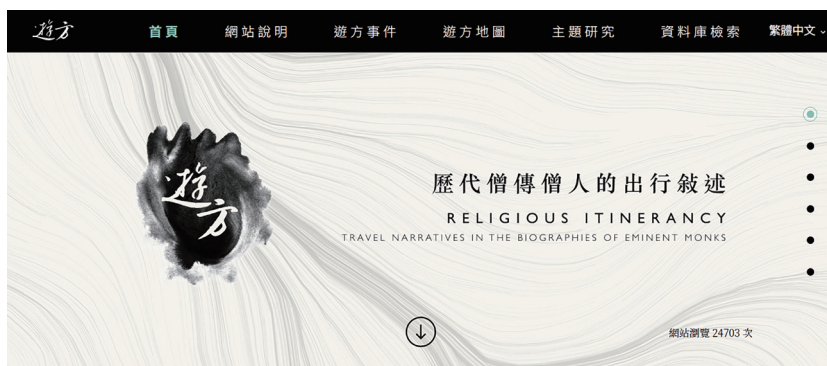 遊方 首頁 網站說明 遊方事件 遊方地圖 主題研究 資料庫檢索 繁體中文
遊方
歷代僧傳僧人的出行敍述
RELIGIOUS ITINERANCY
TRAVEL NARRATIVES IN THE BIOGRAPHIES OF EMINENT MONKS
網站瀏覽 24703 次